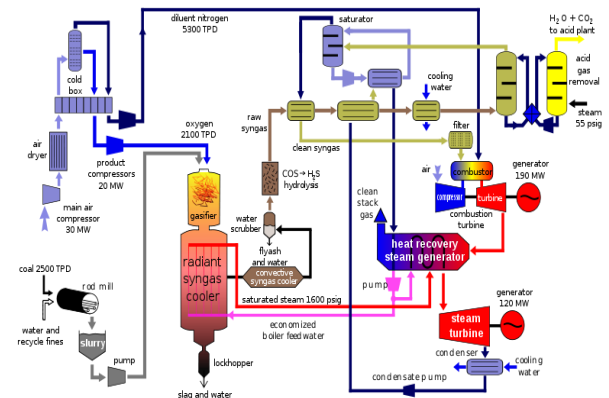 diluent nitrogen
5300 TPD
cold
box
air
dryer
main air
compressor
30 MW
product
compressors
20 MW
oxygen
2100 TPD
saturator
cooling
water
raw
syngas
clean syngas
filter
H2O + CO2
to acid plant
acid
gas
removal
steam
55 psig
COS → H2S
hydrolysis
water
scrubber
flyash
and water
convective
syngas cooler
gasifier
radiant
syngas
cooler
lockhopper
slag and water
coal 2500 TPD
rod mill
water and
recycle fines
slurry
pump
saturated steam 1600 psig
economized
boiler feed water
clean
stack
gas
air
combustor
compressor
turbine
combustion
turbine
generator
190 MW
heat recovery
steam generator
pump
generator
120 MW
steam
turbine
condenser
cooling
water
condensate pump